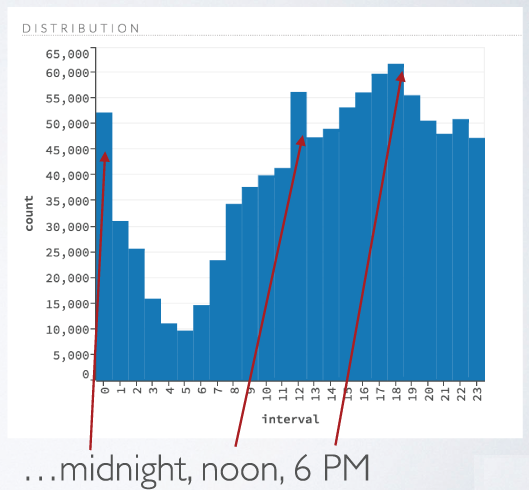 DISTRIBUTION
65,000
60,000
55,000
50,000
45,000
40,000
35,000
30,000
25,000
20,000
15,000
10,000
5,000
0
count
0 1 2 3 4 5 6 7 8 9 10 11 12 13 14 15 16 17 18 19 20 21 22 23
interval
...midnight, noon, 6 PM